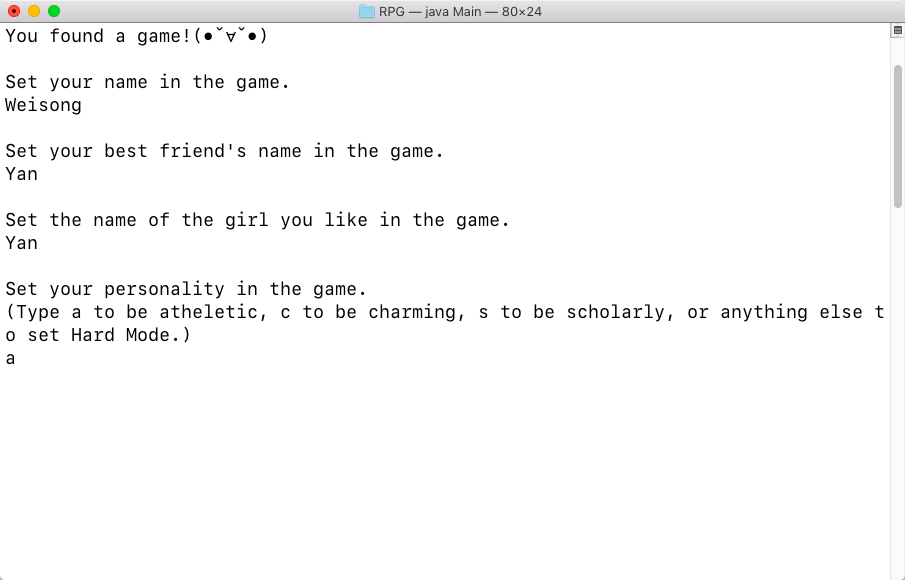 RPG — java Main — 80×24
You found a game!(●ˇ∀ˇ●)
Set your name in the game.
Weisong
Set your best friend's name in the game.
Yan
Set the name of the girl you like in the game.
Yan
Set your personality in the game.
(Type a to be atheletic, c to be charming, s to be scholarly, or anything else t
o set Hard Mode.)
a